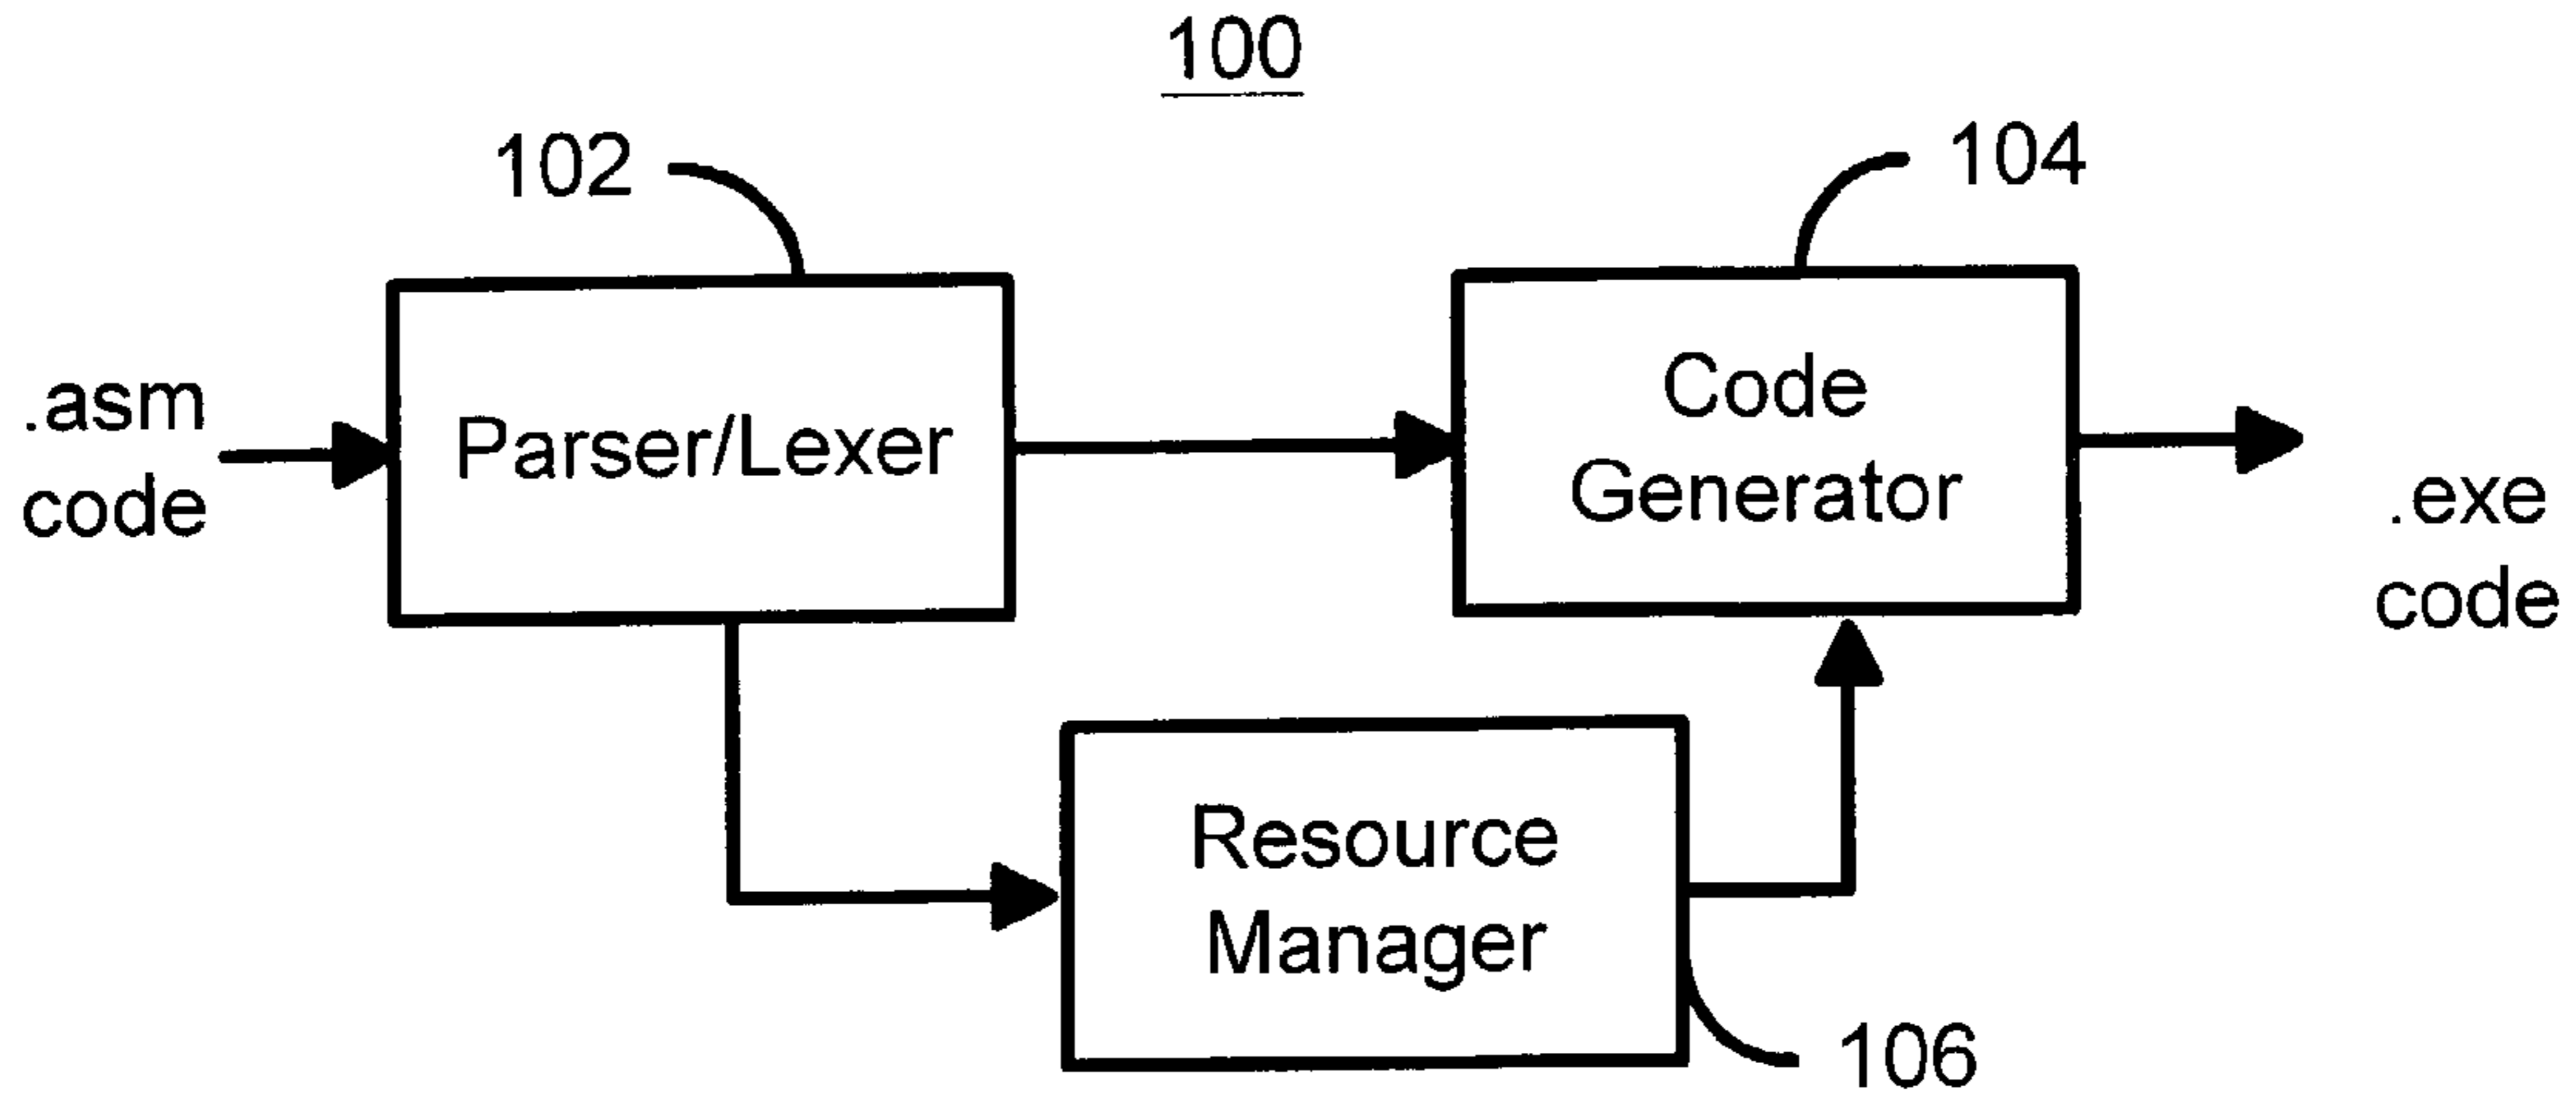 100
102
104
.asm
code
Parser/Lexer
Code
Generator
.exe
code
Resource
Manager
106